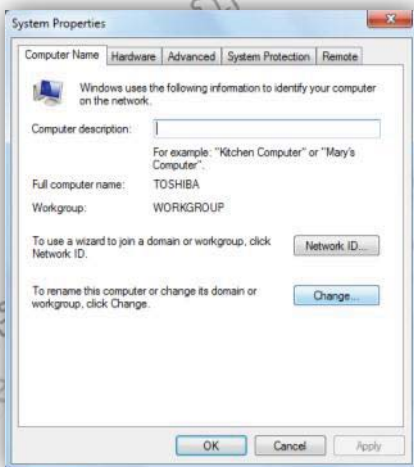 System Properties
Computer Name Hardware Advanced System Protection Remote
Windows uses the following information to identify your computer
on the network.
Computer description:
For example: "Kitchen Computer" or "Mary's
Computer".
Full computer name: TOSHIBA
Workgroup: WORKGROUP
To use a wizard to join a domain or workgroup, click
Network ID.
Network ID...
To rename this computer or change its domain or
workgroup, click Change.
Change...
OK Cancel Apply